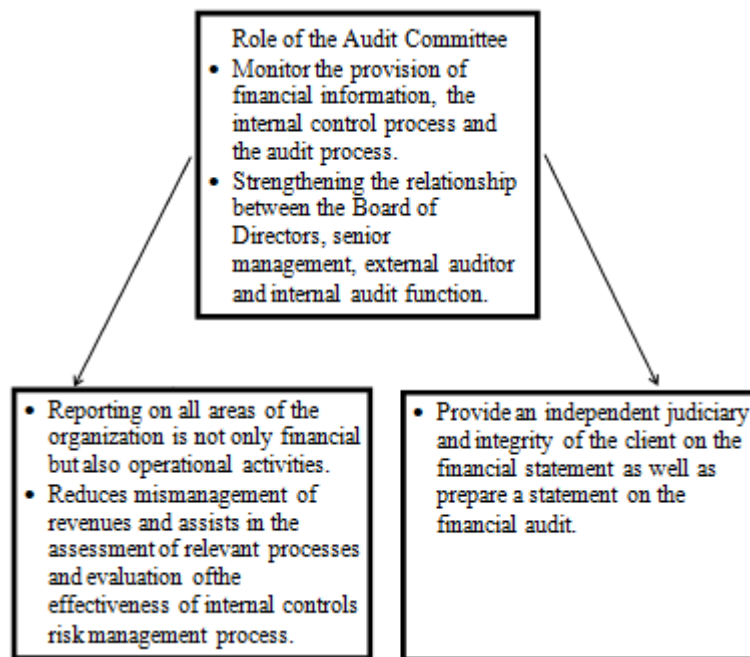 Role of the Audit Committee
• Monitor the provision of
financial information, the
internal control process and
the audit process.
• Strengthening the relationship
between the Board of
Directors, senior
management, external auditor
and internal audit function.
• Reporting on all areas of the
organization is not only financial
but also operational activities.
• Reduces mismanagement of
revenues and assists in the
assessment of relevant processes
and evaluation ofthe
effectiveness of internal controls
risk management process.
• Provide an independent judiciary
and integrity of the client on the
financial statement as well as
prepare a statement on the
financial audit.